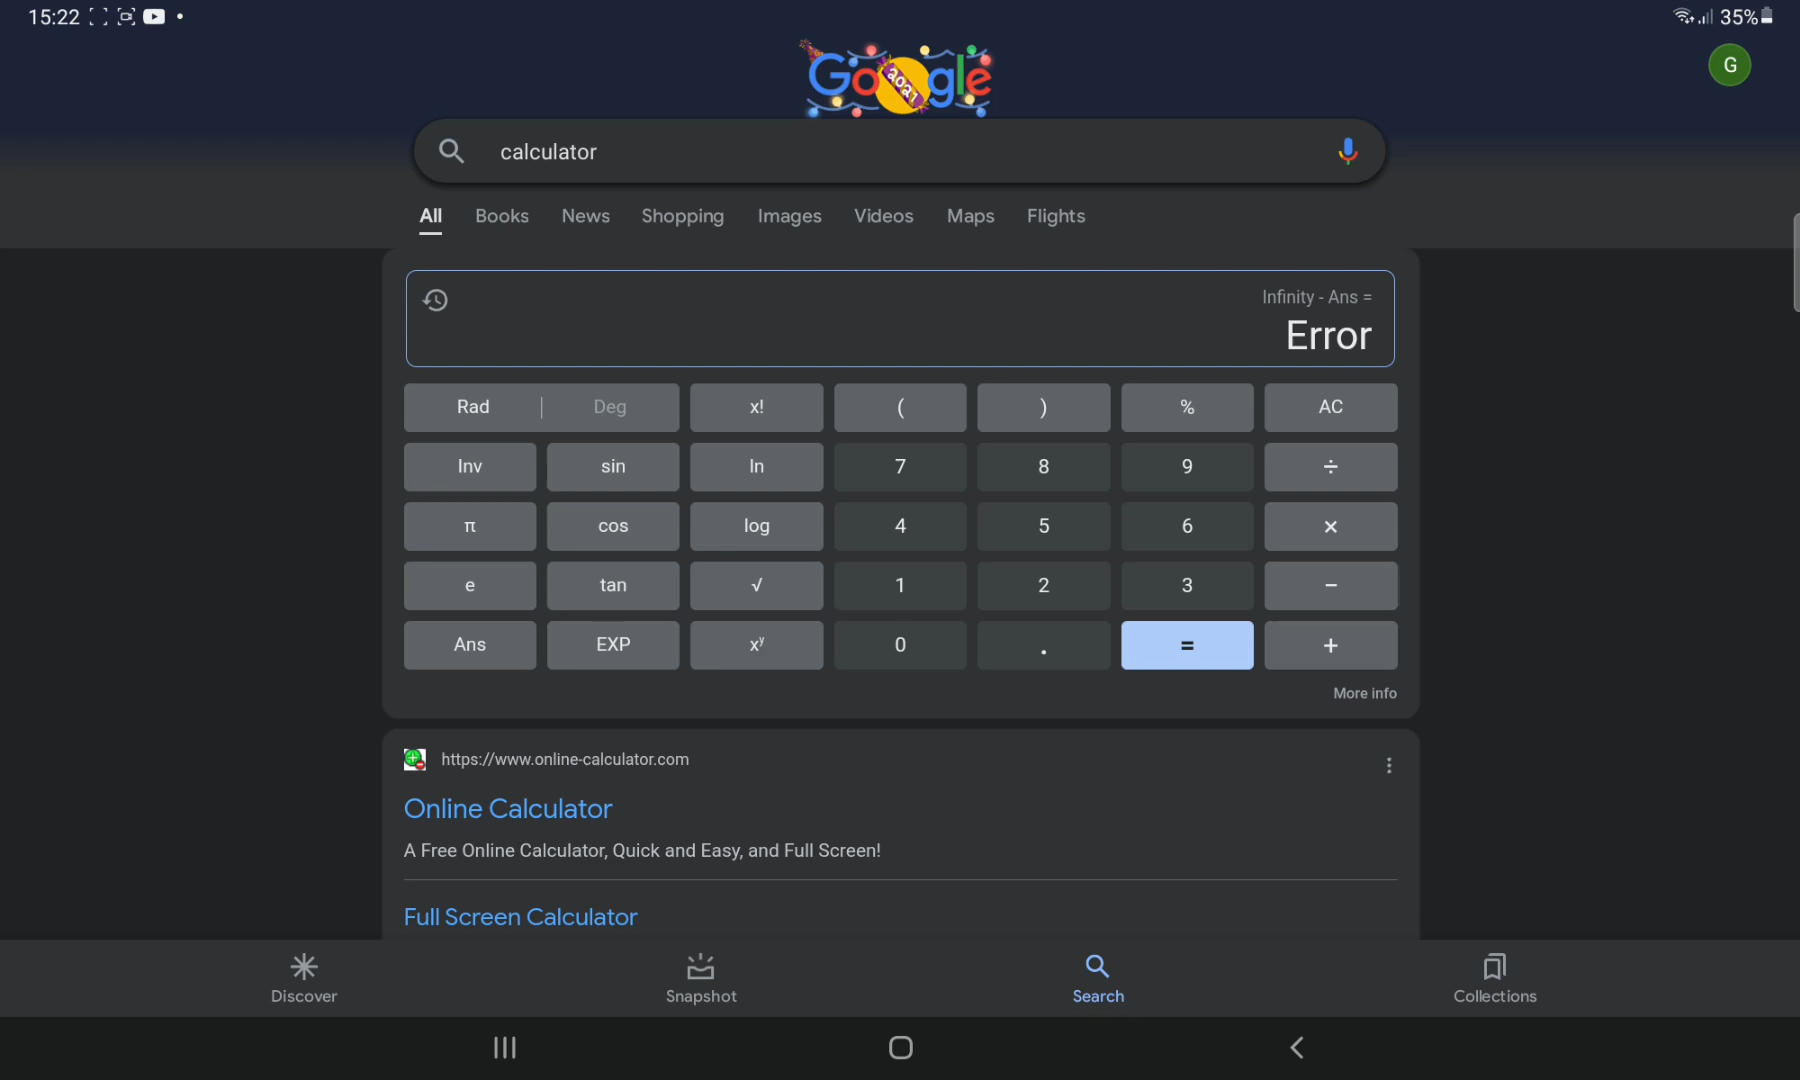 15:22
35%
Google
G
calculator
All Books News Shopping Images Videos Maps Flights
Infinity - Ans =
Error
Rad Deg x! ( ) % AC
Inv sin ln 7 8 9 ÷
π cos log 4 5 6 ×
e tan √ 1 2 3 −
Ans EXP xʸ 0 . = +
More info
https://www.online-calculator.com
Online Calculator
A Free Online Calculator, Quick and Easy, and Full Screen!
Full Screen Calculator
Discover Snapshot Search Collections